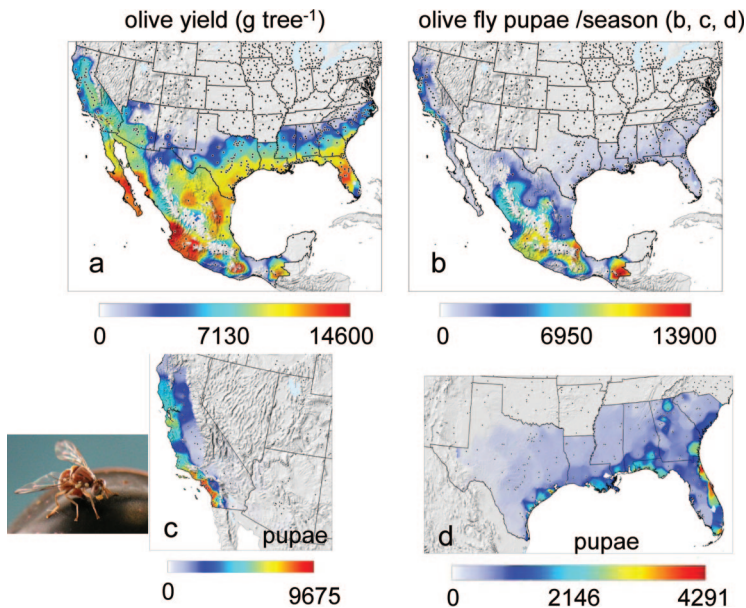 olive yield (g tree⁻¹)
olive fly pupae /season (b, c, d)
a
b
0
7130
14600
0
6950
13900
c
pupae
d
pupae
0
9675
0
2146
4291